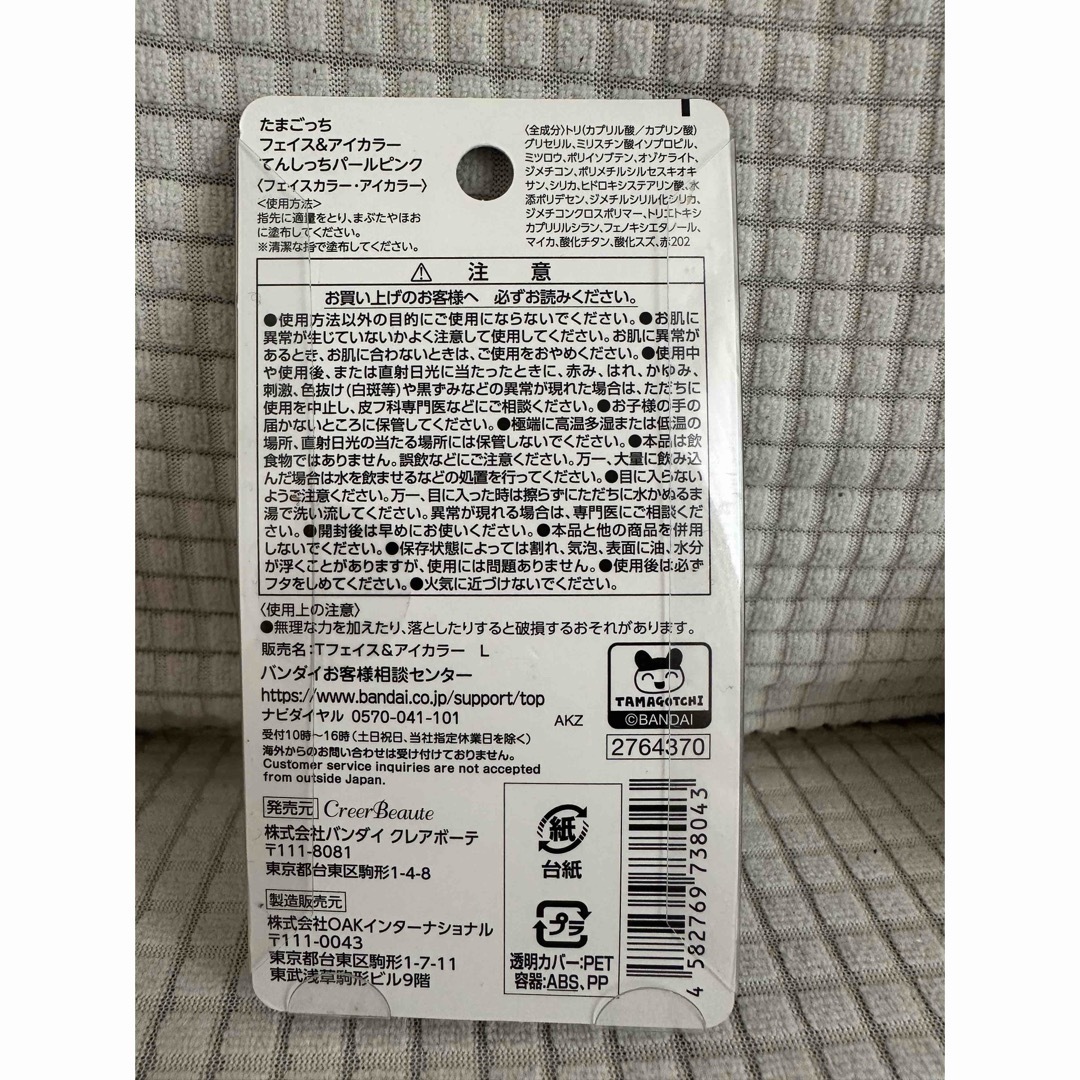 たまごっち
フェイス&アイカラー
てんしっちパールピンク
〈フェイスカラー・アイカラー〉
<使用方法>
指先に適量をとり、まぶたやほお
に塗布してください。
※清潔な指で塗布してください。
〈全成分〉トリ(カプリル酸/カプリン酸)
グリセリル、ミリスチン酸イソプロピル、
ミツロウ、ポリイソブテン、オゾケライト、
ジメチコン、ポリメチルシルセスキオキ
サン、シリカ、ヒドロキシステアリン酸、水
添ポリデセン、ジメチルシリル化シリカ、
ジメチコンクロスポリマー、トリエトキシ
カプリリルシラン、フェノキシエタノール、
マイカ、酸化チタン、酸化スズ、赤202
⚠ 注 意
お買い上げのお客様へ 必ずお読みください。
●使用方法以外の目的にご使用にならないでください。●お肌に
異常が生じていないかよく注意して使用してください。お肌に異常が
あるとき、お肌に合わないときは、ご使用をおやめください。●使用中
や使用後、または直射日光に当たったときに、赤み、はれ、かゆみ、
刺激、色抜け(白斑等)や黒ずみなどの異常が現れた場合は、ただちに
使用を中止し、皮フ科専門医などにご相談ください。●お子様の手の
届かないところに保管してください。●極端に高温多湿または低温の
場所、直射日光の当たる場所には保管しないでください。●本品は飲
食物ではありません。誤飲などにご注意ください。万一、大量に飲み込
んだ場合は水を飲ませるなどの処置を行ってください。●目に入らない
ようご注意ください。万一、目に入った時は擦らずにただちに水かぬるま
湯で洗い流してください。異常が現れる場合は、専門医にご相談くだ
さい。●開封後は早めにお使いください。●本品と他の商品を併用
しないでください。●保存状態によっては割れ、気泡、表面に油、水分
が浮くことがありますが、使用には問題ありません。●使用後は必ず
フタをしめてください。●火気に近づけないでください。
〈使用上の注意〉
●無理な力を加えたり、落としたりすると破損するおそれがあります。
販売名:Tフェイス&アイカラー L
バンダイお客様相談センター
https://www.bandai.co.jp/support/top
ナビダイヤル 0570-041-101
AKZ
受付10時~16時(土日祝日、当社指定休業日を除く)
海外からのお問い合わせは受け付けておりません。
Customer service inquiries are not accepted
from outside Japan.
TAMAGOTCHI
©BANDAI
2764370
発売元 CreerBeaute
株式会社バンダイ クレアボーテ
〒111-8081
東京都台東区駒形1-4-8
製造販売元
株式会社OAKインターナショナル
〒111-0043
東京都台東区駒形1-7-11
東武浅草駒形ビル9階
紙
台紙
プラ
透明カバー:PET
容器:ABS、PP
4 582769 738043